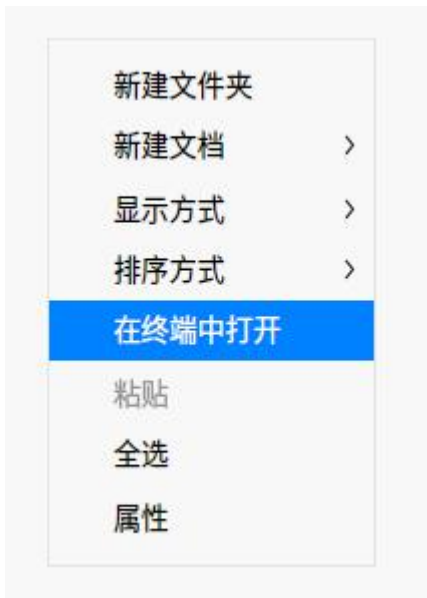 新建文件夹
新建文档
显示方式
排序方式
在终端中打开
粘贴
全选
属性